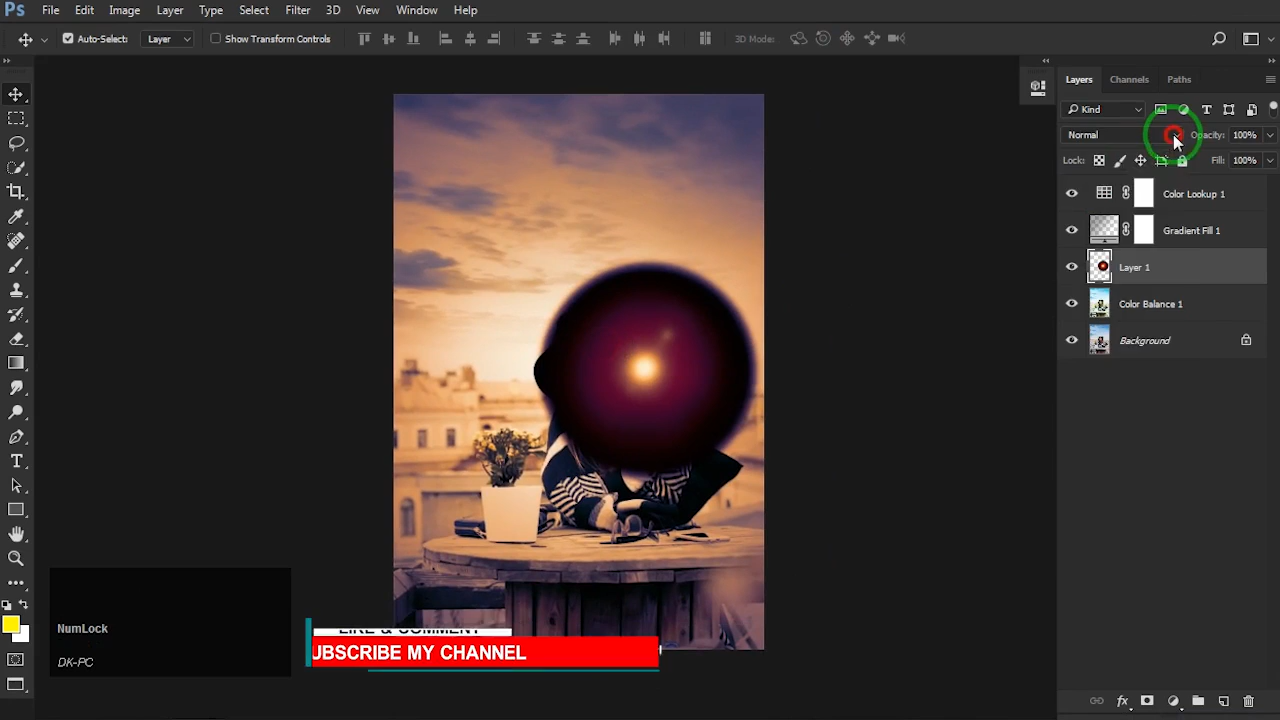 Ps File Edit Image Layer Type Select Filter 3D View Window Help
Auto-Select: Layer Show Transform Controls 3D Mode:
Layers Channels Paths
Kind
Normal Opacity: 100%
Lock: Fill: 100%
Color Lookup 1
Gradient Fill 1
Layer 1
Color Balance 1
Background
NumLock
DK-PC
LIKE & COMMENT
UBSCRIBE MY CHANNEL